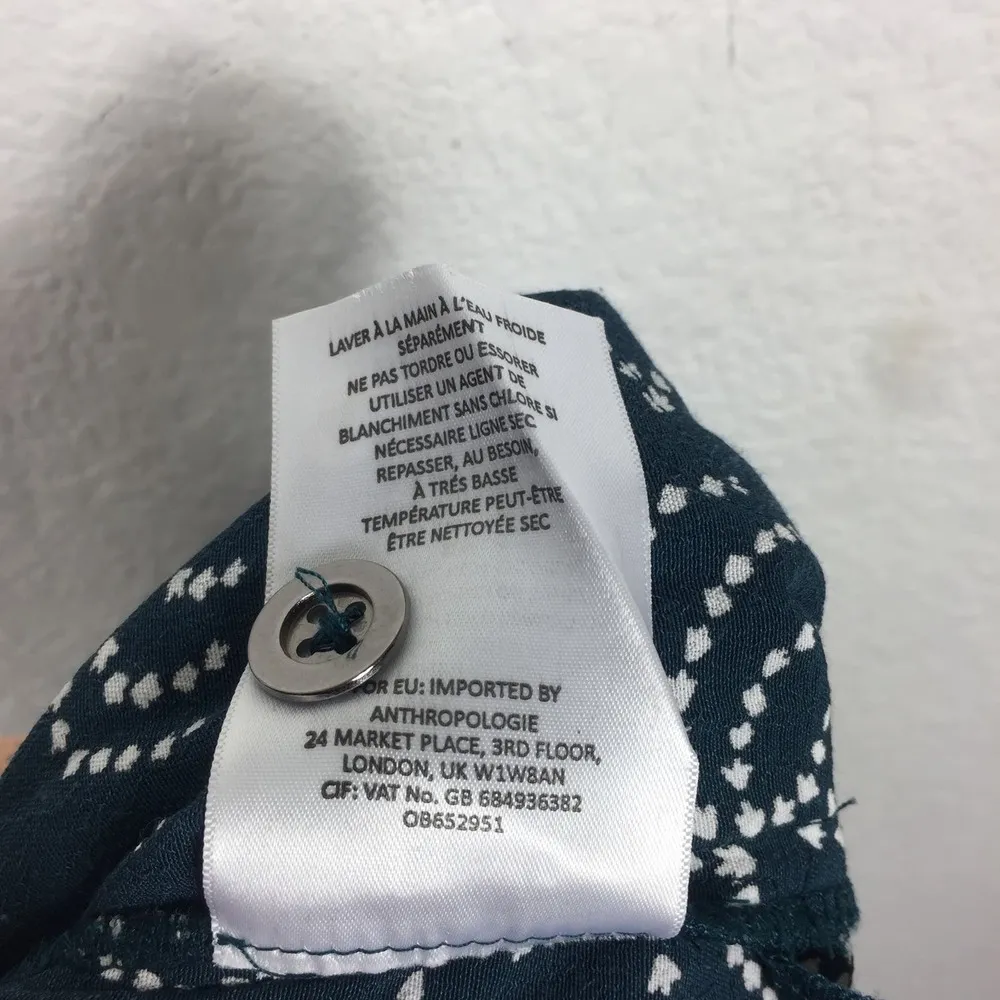 LAVER À LA MAIN À L'EAU FROIDE
SÉPARÉMENT
NE PAS TORDRE OU ESSORER
UTILISER UN AGENT DE
BLANCHIMENT SANS CHLORE SI
NÉCESSAIRE LIGNE SEC
REPASSER, AU BESOIN,
À TRÉS BASSE
TEMPÉRATURE PEUT-ÊTRE
ÊTRE NETTOYÉE SEC
FOR EU: IMPORTED BY
ANTHROPOLOGIE
24 MARKET PLACE, 3RD FLOOR,
LONDON, UK W1W8AN
CIF: VAT No. GB 684936382
OB652951